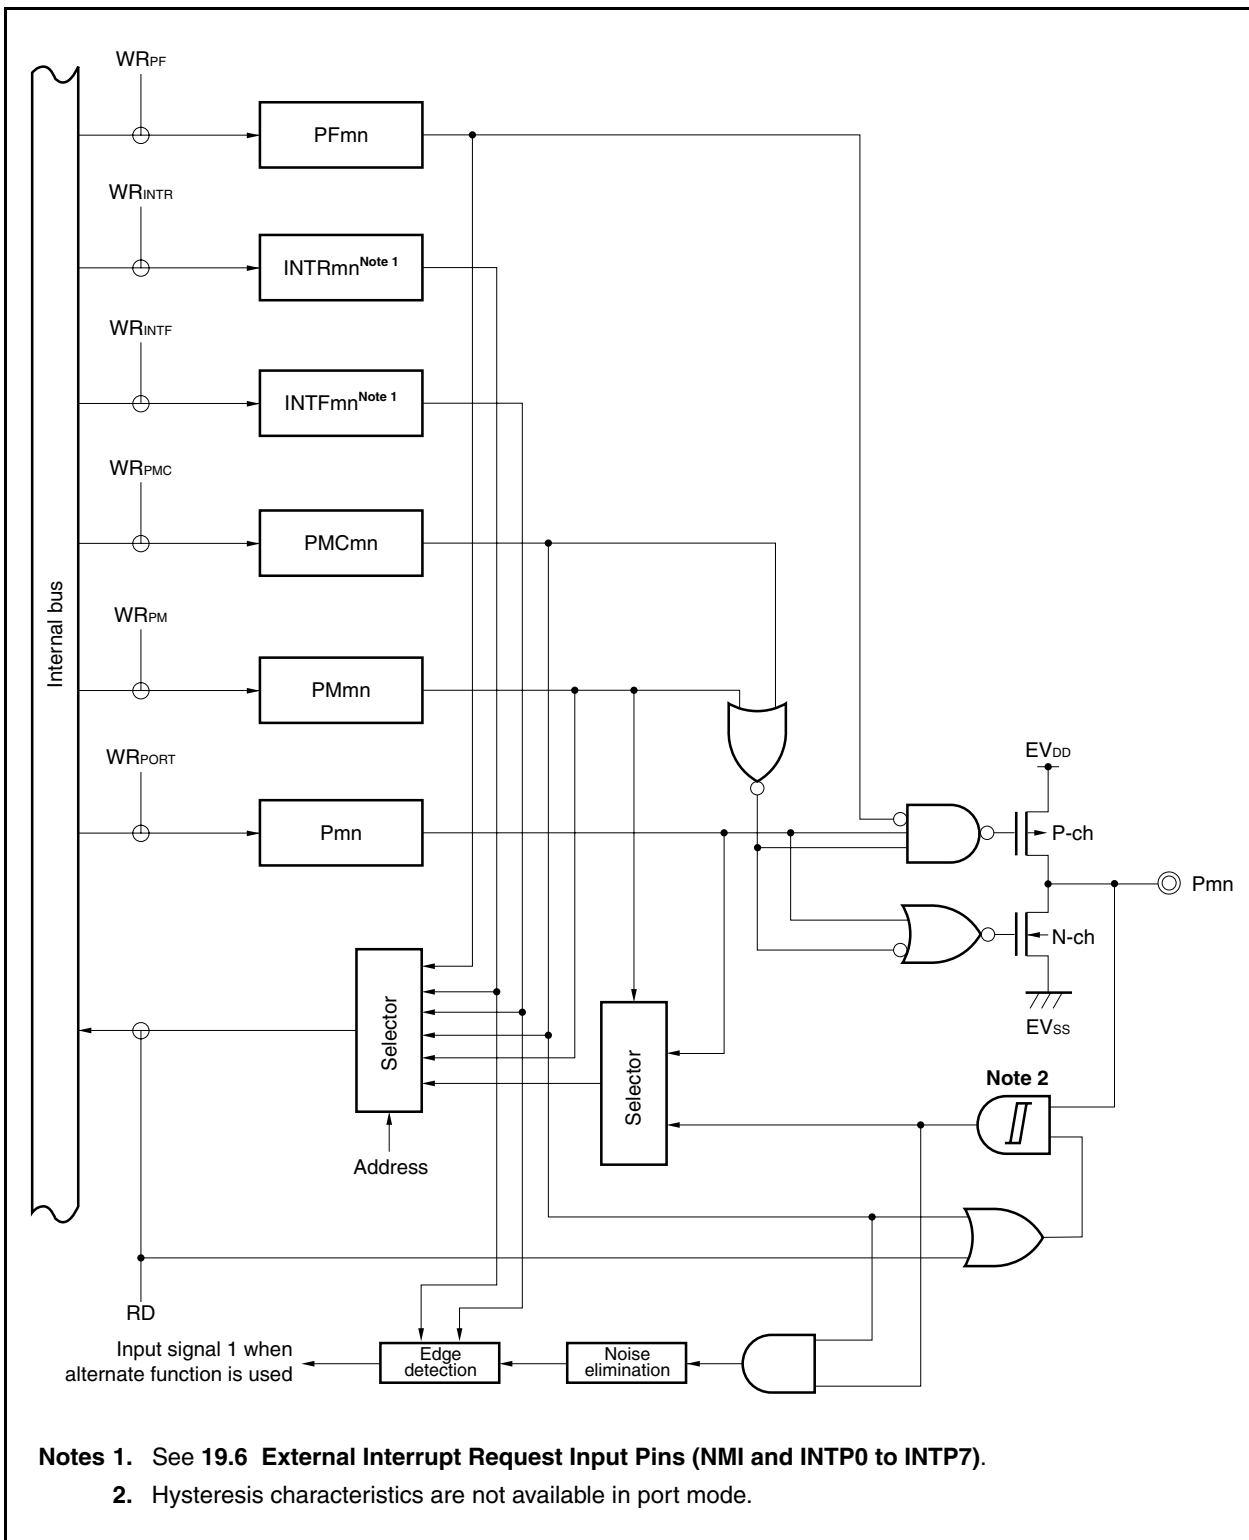 WRPF
PFmn
WRINTR
INTRmnNote 1
WRINTF
INTFmnNote 1
WRPMC
PMCmn
Internal bus
WRPM
PMmn
WRPORT
Pmn
EVDD
P-ch
Pmn
N-ch
EVSS
Selector
Selector
Note 2
Address
RD
Input signal 1 when
alternate function is used
Edge
detection
Noise
elimination
Notes 1. See 19.6 External Interrupt Request Input Pins (NMI and INTP0 to INTP7).
2. Hysteresis characteristics are not available in port mode.